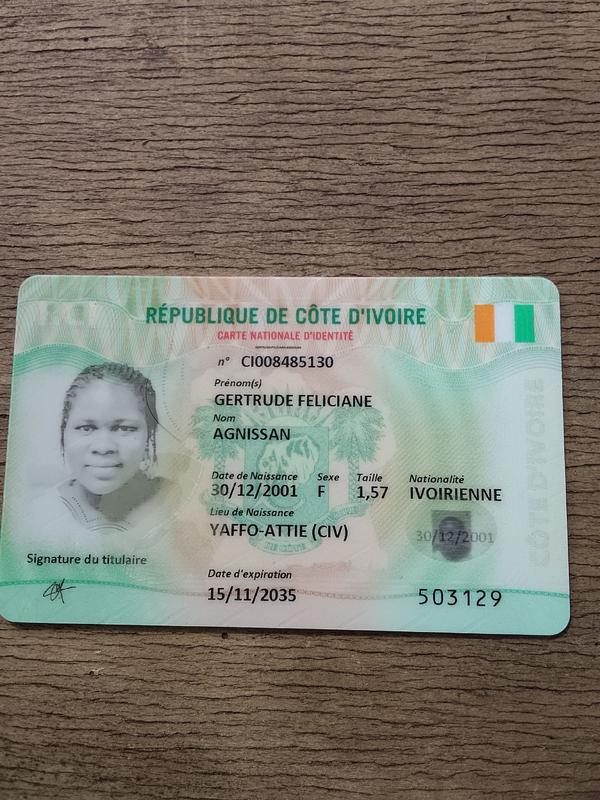 RÉPUBLIQUE DE CÔTE D'IVOIRE
CARTE NATIONALE D'IDENTITÉ
n° CI008485130
Prénom(s)
GERTRUDE FELICIANE
Nom
AGNISSAN
Date de Naissance Sexe Taille Nationalité
30/12/2001 F 1,57 IVOIRIENNE
Lieu de Naissance
YAFFO-ATTIE (CIV)
30/12/2001
Signature du titulaire
Date d'expiration
15/11/2035
503129
CÔTE D'IVOIRE